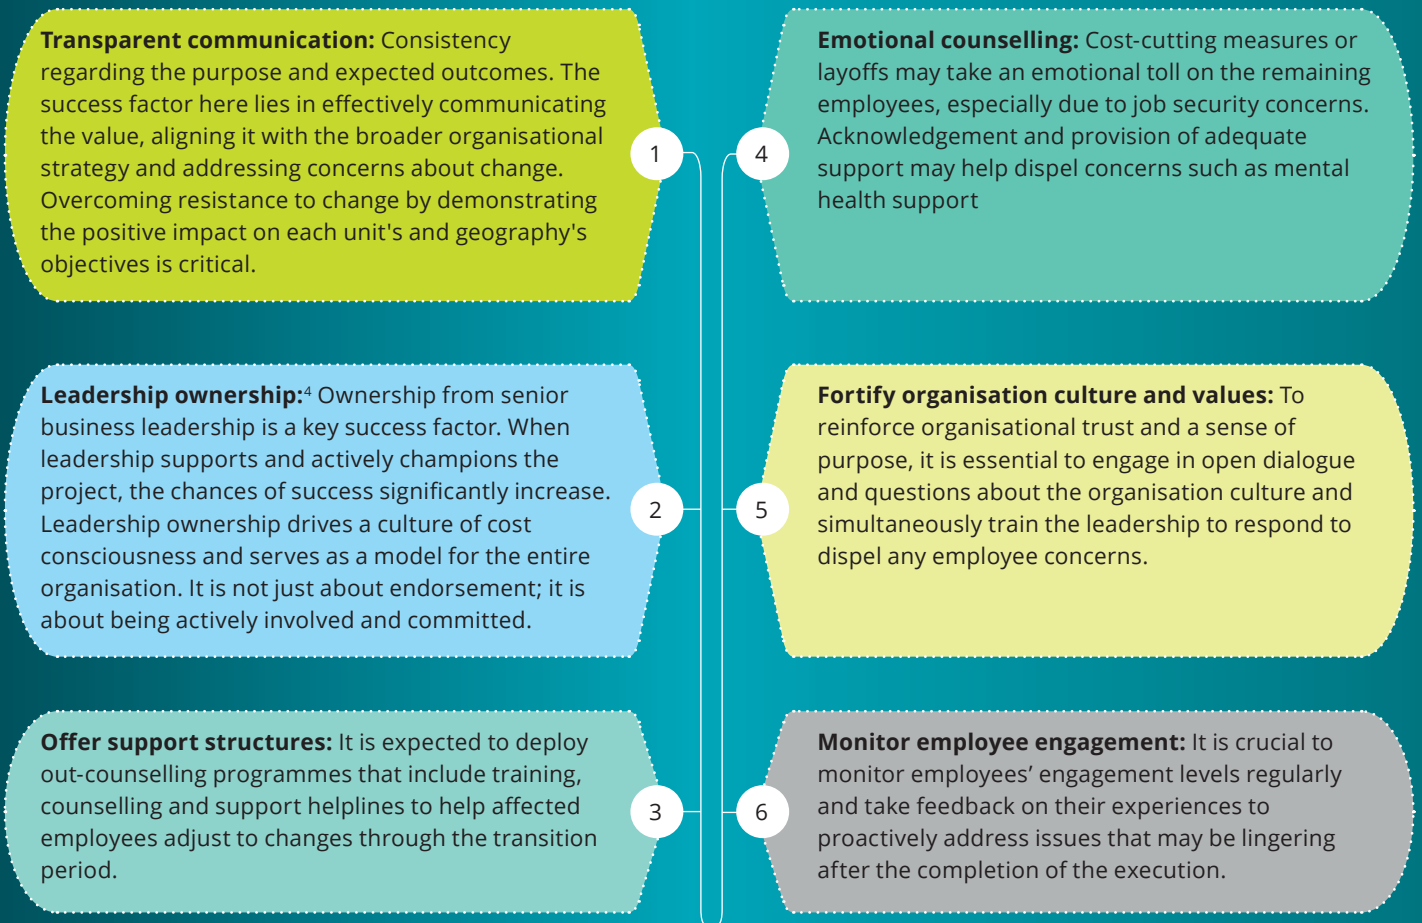 Transparent communication: Consistency
regarding the purpose and expected outcomes. The
success factor here lies in effectively communicating
the value, aligning it with the broader organisational
strategy and addressing concerns about change.
Overcoming resistance to change by demonstrating
the positive impact on each unit's and geography's
objectives is critical.
1
Leadership ownership:⁴ Ownership from senior
business leadership is a key success factor. When
leadership supports and actively champions the
project, the chances of success significantly increase.
Leadership ownership drives a culture of cost
consciousness and serves as a model for the entire
organisation. It is not just about endorsement; it is
about being actively involved and committed.
2
Offer support structures: It is expected to deploy
out-counselling programmes that include training,
counselling and support helplines to help affected
employees adjust to changes through the transition
period.
3
4
Emotional counselling: Cost-cutting measures or
layoffs may take an emotional toll on the remaining
employees, especially due to job security concerns.
Acknowledgement and provision of adequate
support may help dispel concerns such as mental
health support
5
Fortify organisation culture and values: To
reinforce organisational trust and a sense of
purpose, it is essential to engage in open dialogue
and questions about the organisation culture and
simultaneously train the leadership to respond to
dispel any employee concerns.
6
Monitor employee engagement: It is crucial to
monitor employees’ engagement levels regularly
and take feedback on their experiences to
proactively address issues that may be lingering
after the completion of the execution.